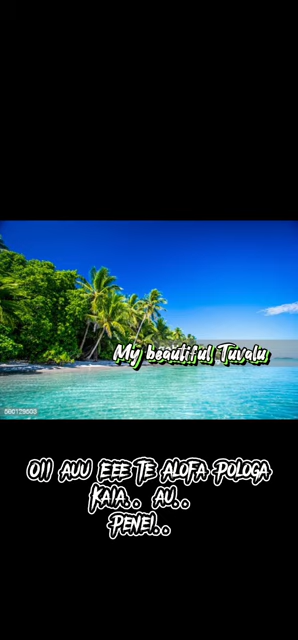 My beautiful Tuvalu
OII AUU EEE TE ALOFA POLOGA
KAIA.. AU..
PENEI..